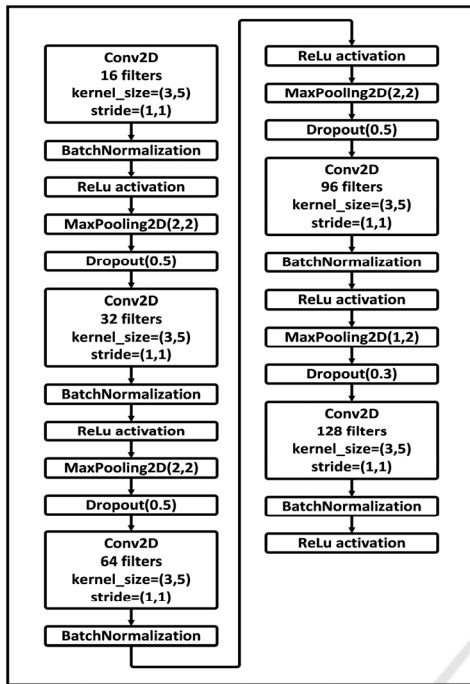 Conv2D
16 filters
kernel_size=(3,5)
stride=(1,1)
BatchNormalization
ReLu activation
MaxPooling2D(2,2)
Dropout(0.5)
Conv2D
32 filters
kernel_size=(3,5)
stride=(1,1)
BatchNormalization
ReLu activation
MaxPooling2D(2,2)
Dropout(0.5)
Conv2D
64 filters
kernel_size=(3,5)
stride=(1,1)
BatchNormalization
ReLu activation
MaxPooling2D(2,2)
Dropout(0.5)
Conv2D
96 filters
kernel_size=(3,5)
stride=(1,1)
BatchNormalization
ReLu activation
MaxPooling2D(1,2)
Dropout(0.3)
Conv2D
128 filters
kernel_size=(3,5)
stride=(1,1)
BatchNormalization
ReLu activation